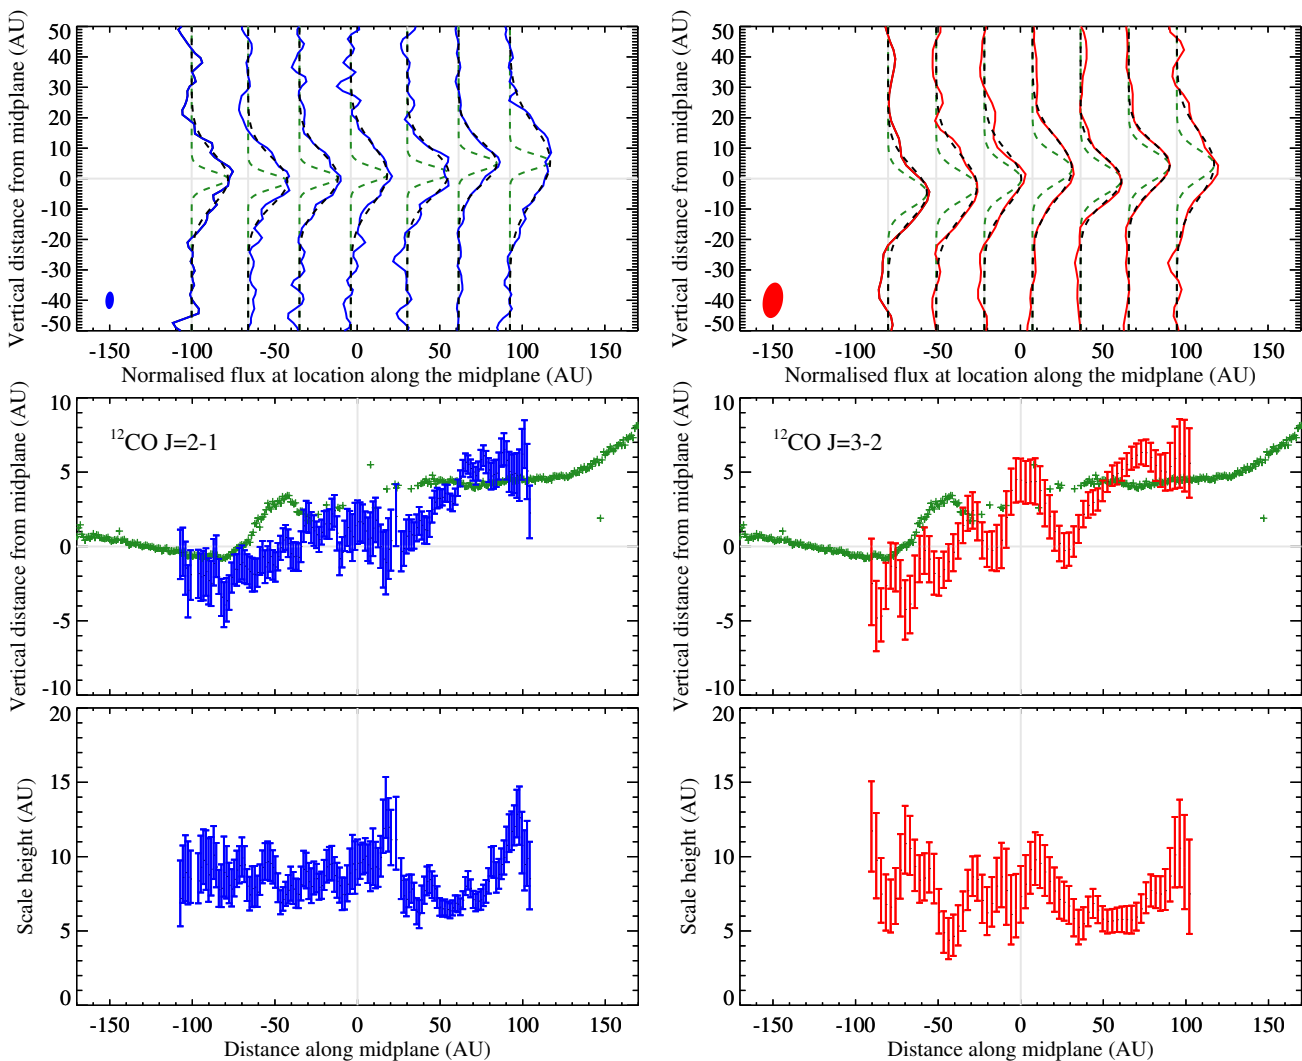 Vertical distance from midplane (AU)
50
40
30
20
10
0
-10
-20
-30
-40
-50
-150 -100 -50 0 50 100 150
Normalised flux at location along the midplane (AU)
Vertical distance from midplane (AU)
50
40
30
20
10
0
-10
-20
-30
-40
-50
-150 -100 -50 0 50 100 150
Normalised flux at location along the midplane (AU)
Vertical distance from midplane (AU)
10
5
0
-5
-10
¹²CO J=2-1
Vertical distance from midplane (AU)
10
5
0
-5
-10
¹²CO J=3-2
Scale height (AU)
20
15
10
5
0
-150 -100 -50 0 50 100 150
Distance along midplane (AU)
Scale height (AU)
20
15
10
5
0
-150 -100 -50 0 50 100 150
Distance along midplane (AU)